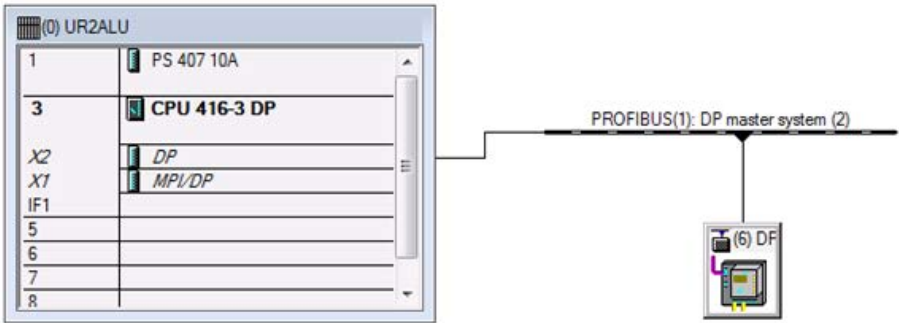 (0) UR2ALU
1 PS 407 10A
3 CPU 416-3 DP
X2 DP
X1 MPI/DP
IF1
5
6
7
8
PROFIBUS(1): DP master system (2)
(6) DP